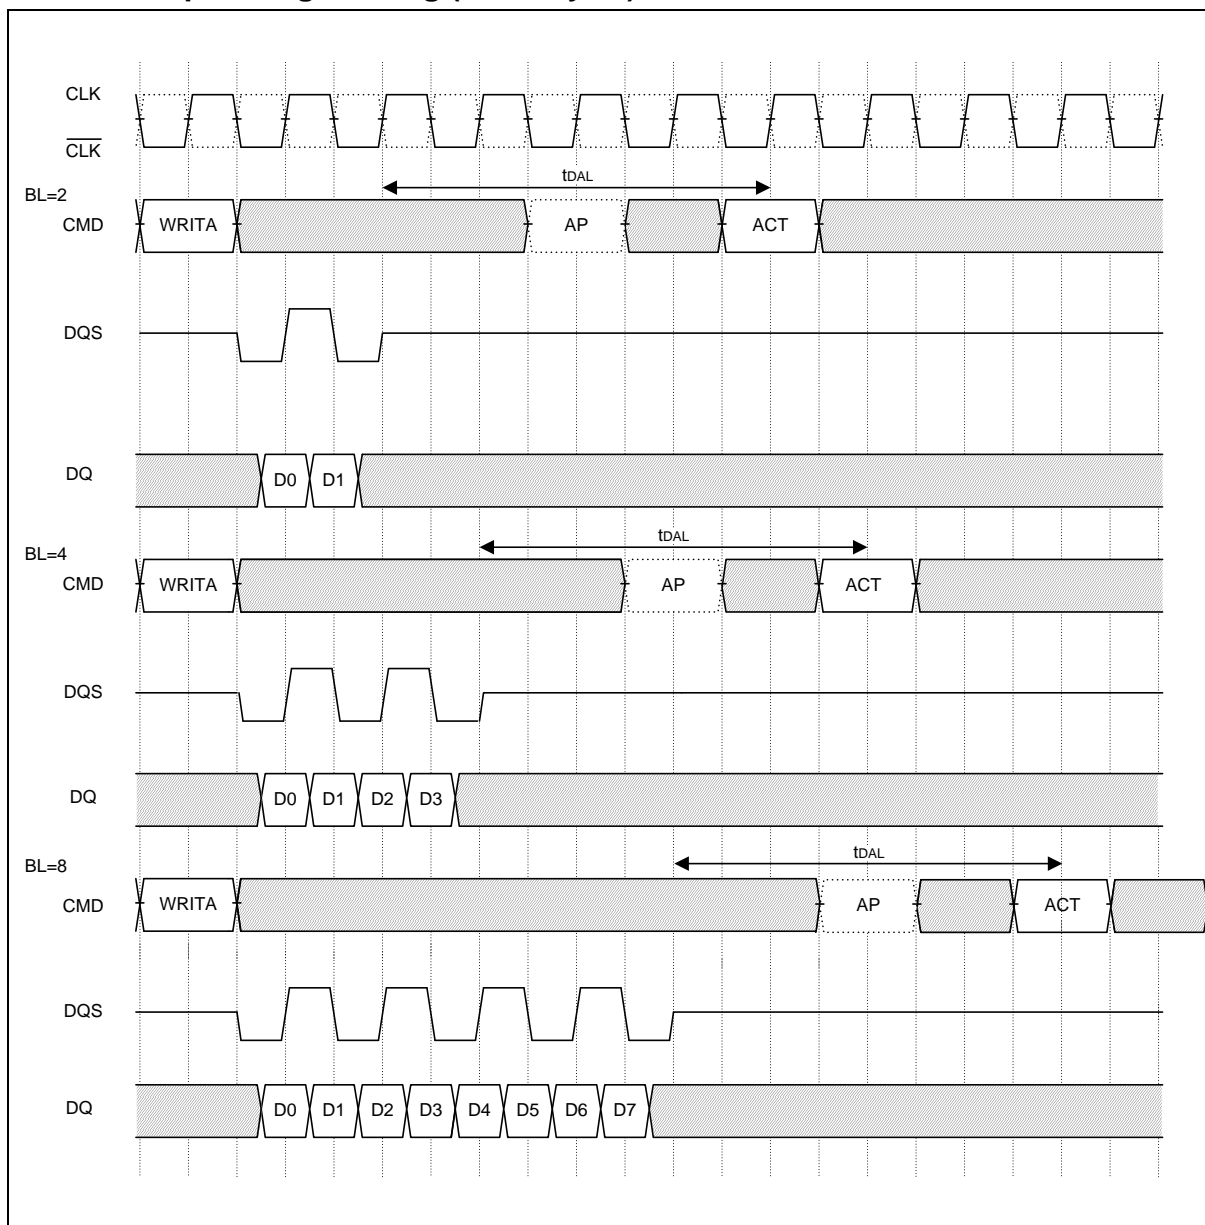 CLK
CLK
tDAL
BL=2
CMD WRITA AP ACT
DQS
DQ D0 D1
tDAL
BL=4
CMD WRITA AP ACT
DQS
DQ D0 D1 D2 D3
tDAL
BL=8
CMD WRITA AP ACT
DQS
DQ D0 D1 D2 D3 D4 D5 D6 D7